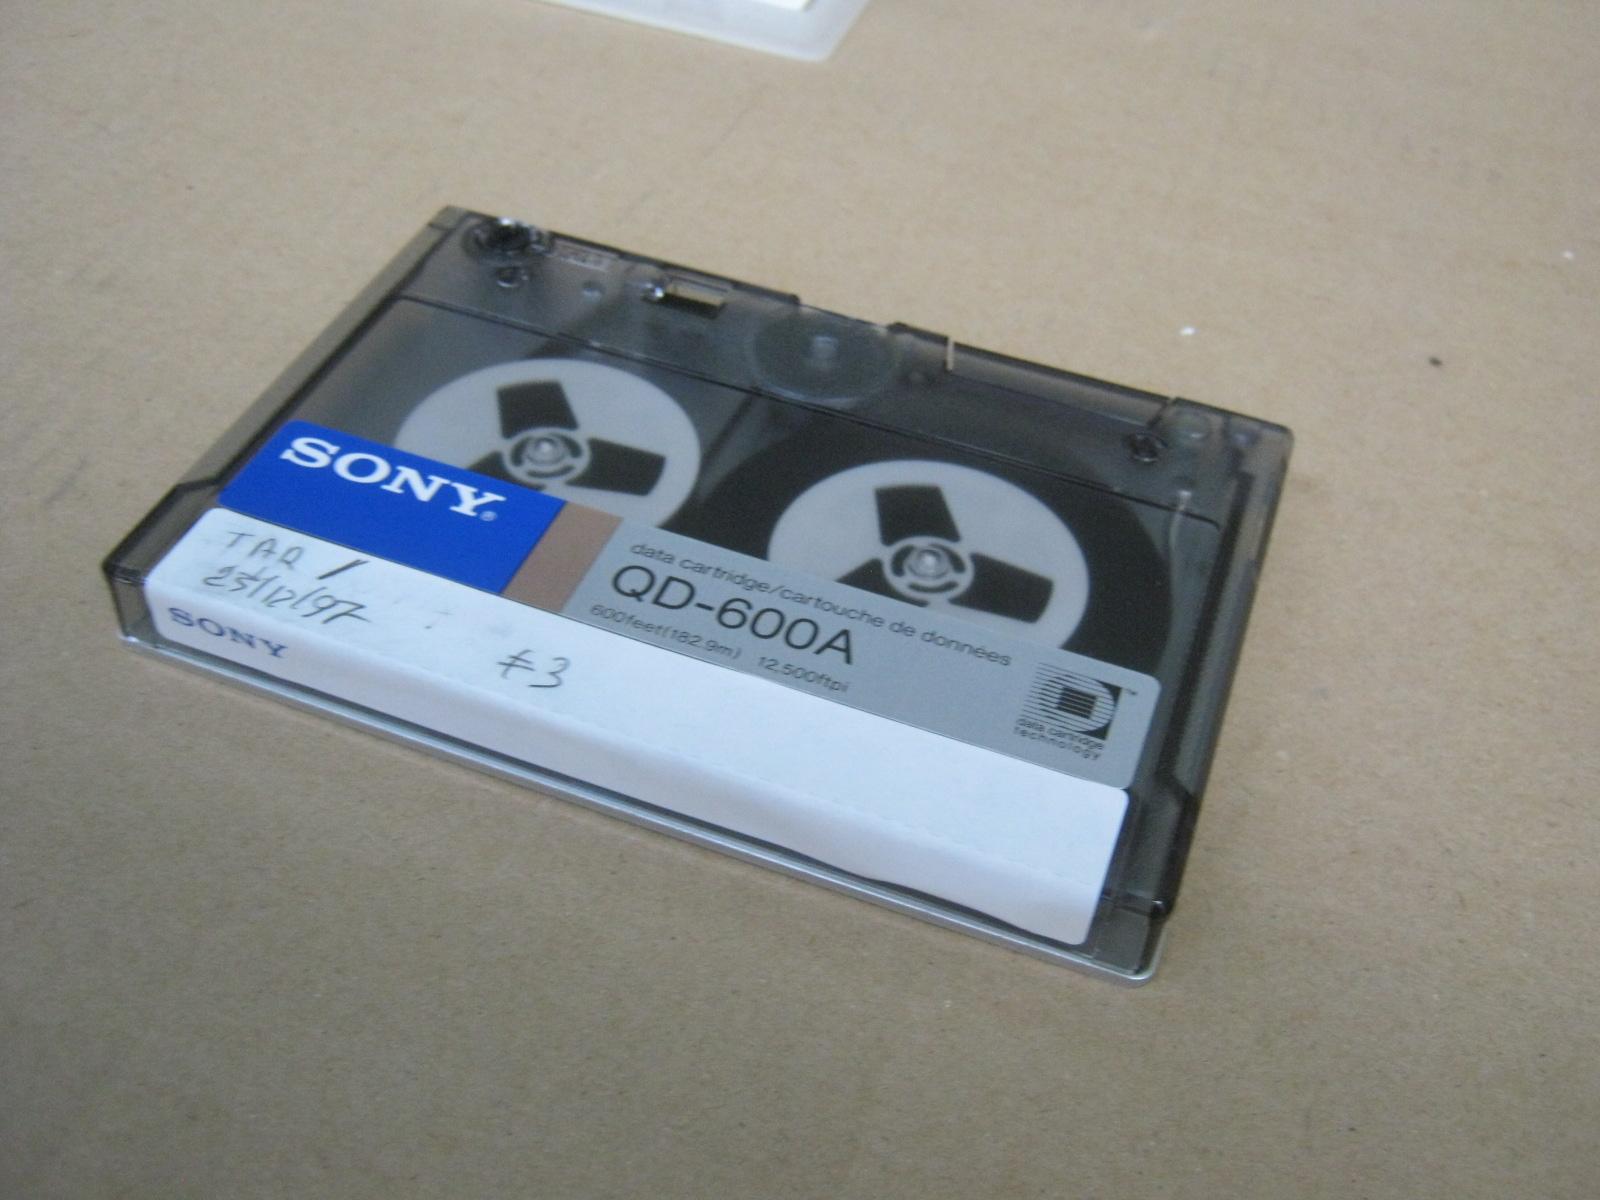 SONY®
data cartridge/cartouche de données
QD-600A
600feet(182.9m) 12,500ftpi
data cartridge
technology
TAR 1
23/12/97
#3
SONY